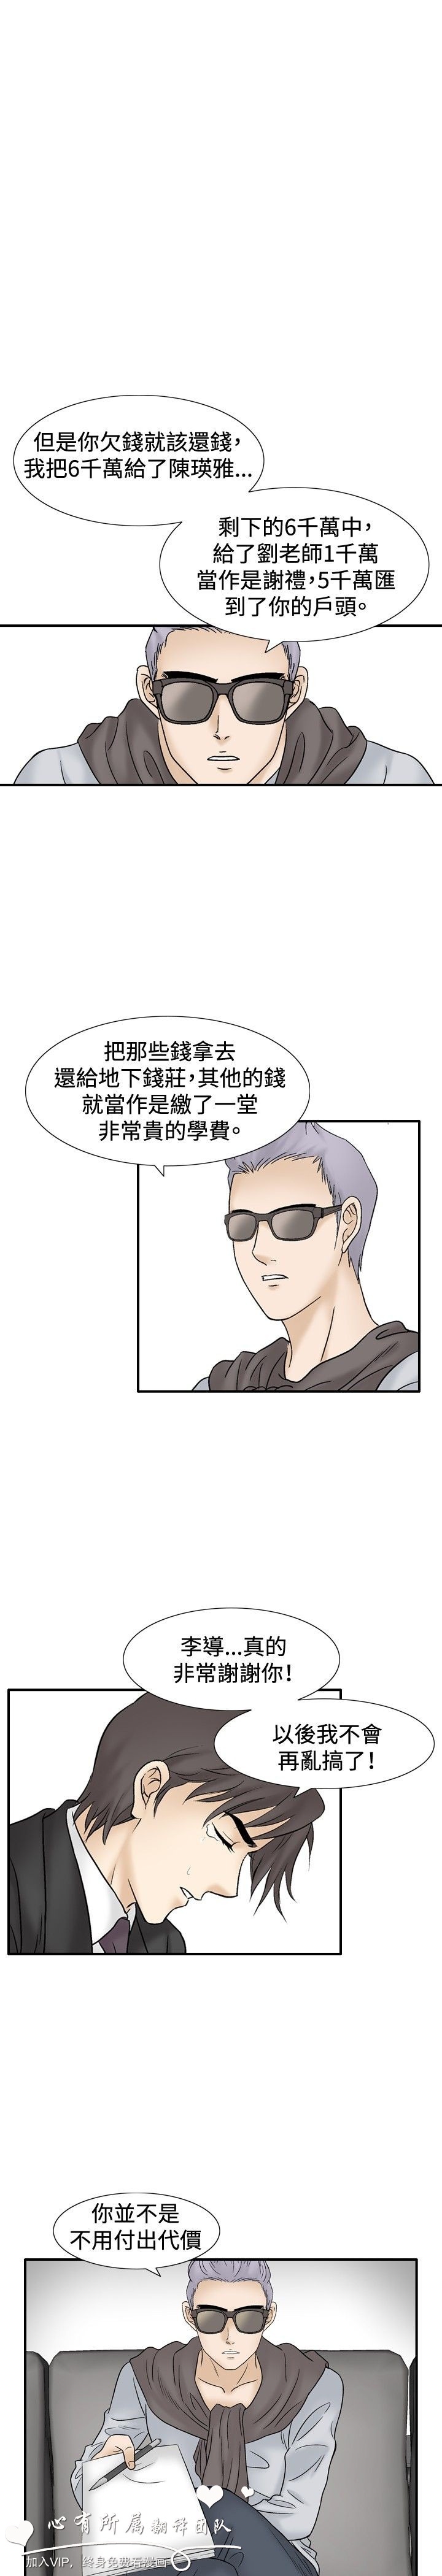 但是你欠錢就該還錢,
我把6千萬給了陳瑛雅...
剩下的6千萬中,
給了劉老師1千萬
當作是謝禮,5千萬匯
到了你的戶頭。
把那些錢拿去
還給地下錢莊,其他的錢
就當作是繳了一堂
非常貴的學費。
李導...真的
非常謝謝你!
以後我不會
再亂搞了!
你並不是
不用付出代價
心有所属翻译团队
加入VIP，终身免费看漫画